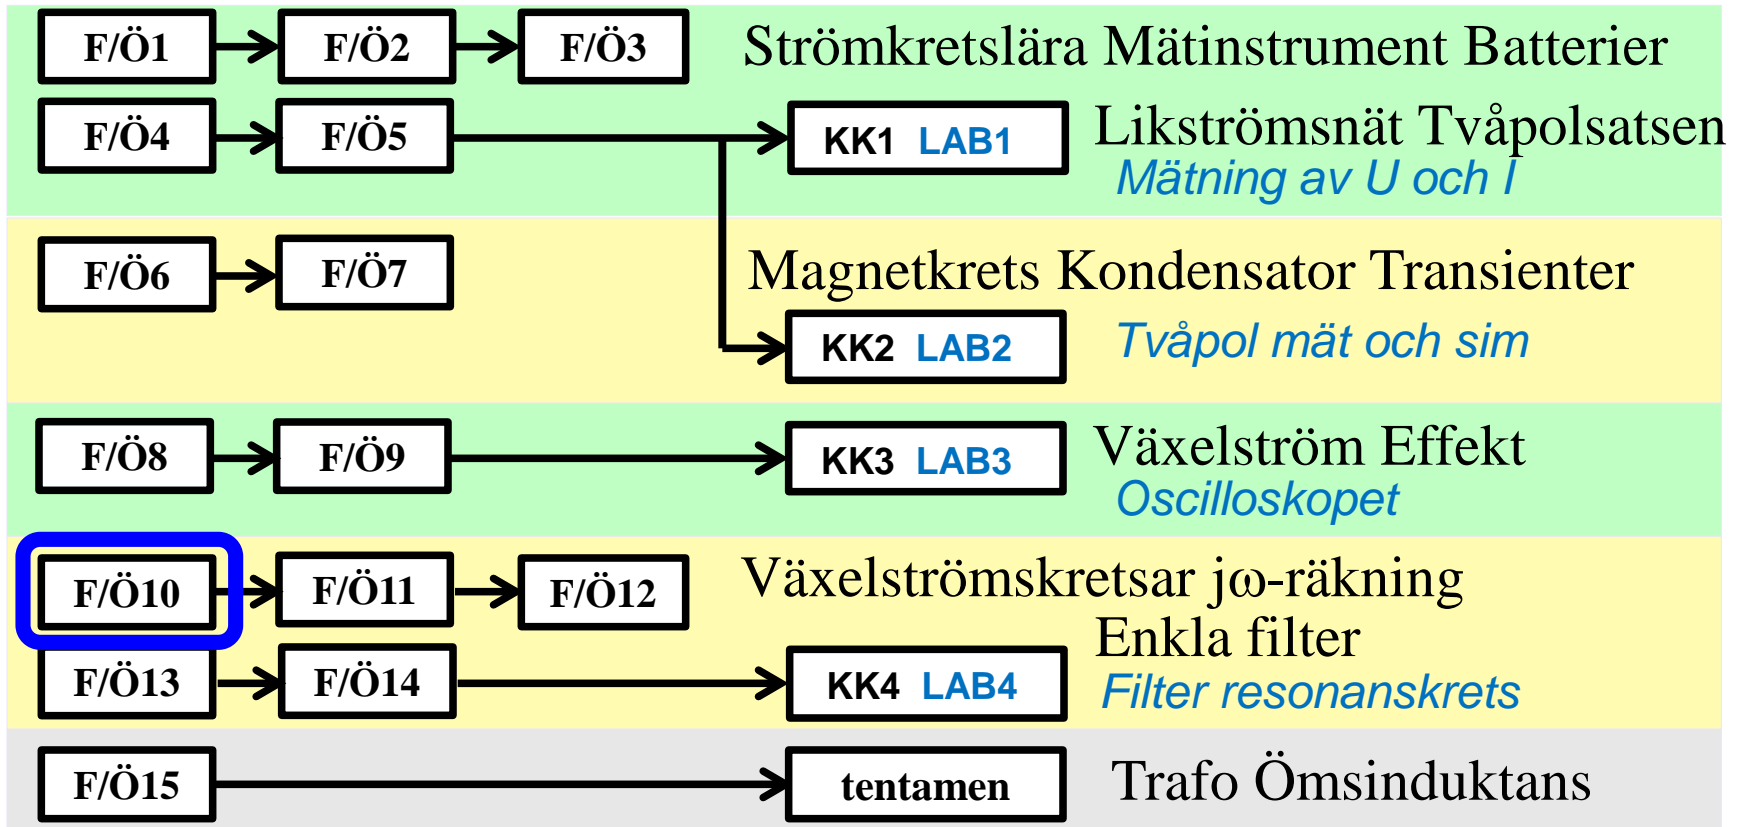 F/Ö1 F/Ö2 F/Ö3 Strömkretslära Mätinstrument Batterier
F/Ö4 F/Ö5 KK1 LAB1 Likströmsnät Tvåpolsatsen
Mätning av U och I
F/Ö6 F/Ö7 Magnetkrets Kondensator Transienter
KK2 LAB2 Tvåpol mät och sim
F/Ö8 F/Ö9 KK3 LAB3 Växelström Effekt
Oscilloskopet
F/Ö10 F/Ö11 F/Ö12 Växelströmskretsar jω-räkning
Enkla filter
F/Ö13 F/Ö14 KK4 LAB4 Filter resonanskrets
F/Ö15 tentamen Trafo Ömsinduktans